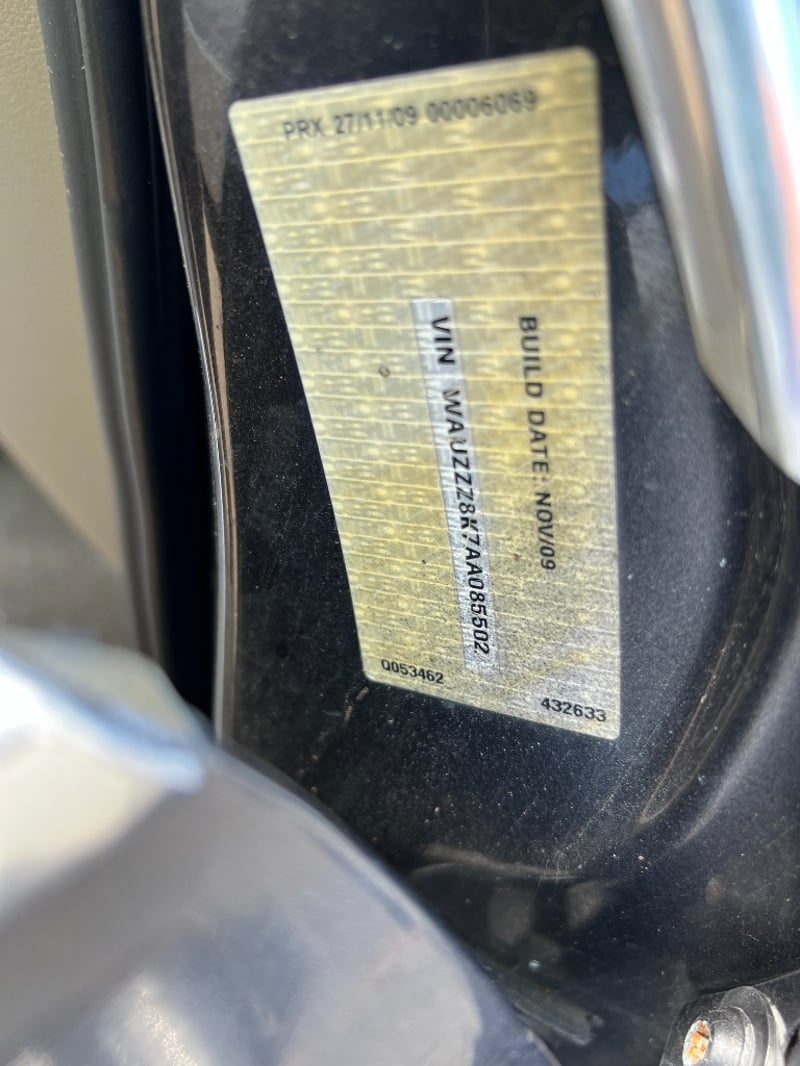 PRX 27/11/09 00006069
BUILD DATE: NOV/09
VIN WAUZZZ8K7AA085502
Q053462
432633